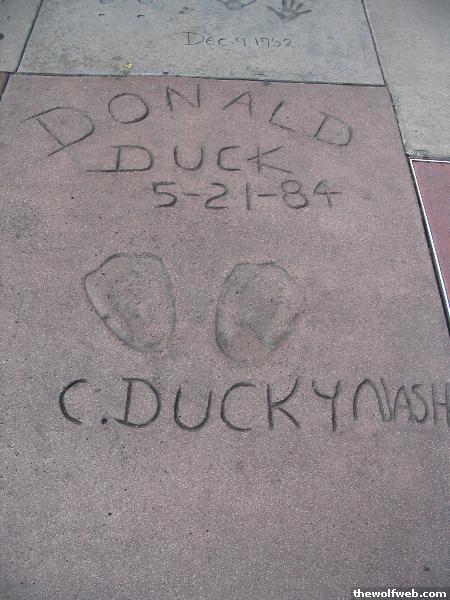 Dec. 4. 1952
DONALD
DUCK
5-21-84
C. DUCKY NASH
thewolfweb.com